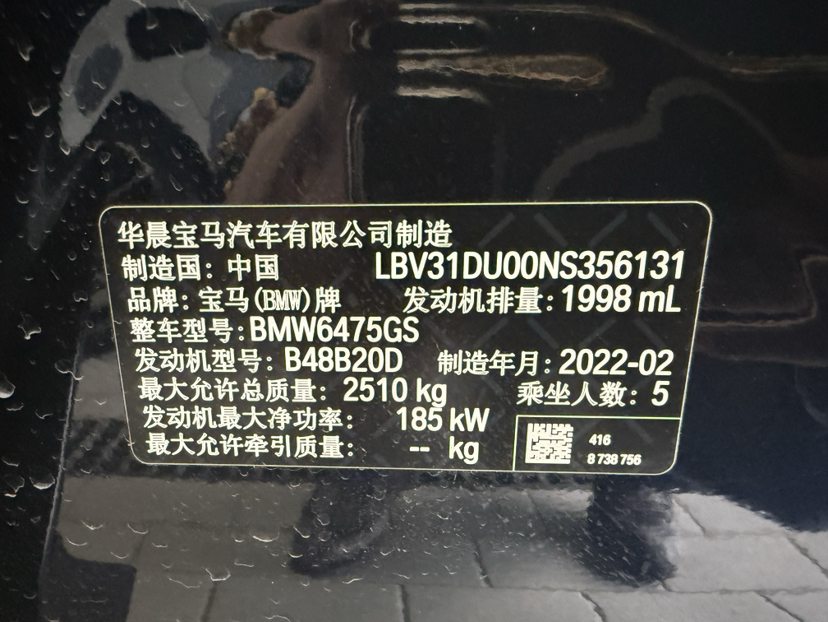 华晨宝马汽车有限公司制造
制造国：中国 LBV31DU00NS356131
品牌：宝马(BMW)牌 发动机排量：1998 mL
整车型号：BMW6475GS
发动机型号：B48B20D 制造年月：2022-02
最大允许总质量：2510 kg 乘坐人数：5
发动机最大净功率：185 kW
最大允许牵引质量：-- kg
416
8 738 756